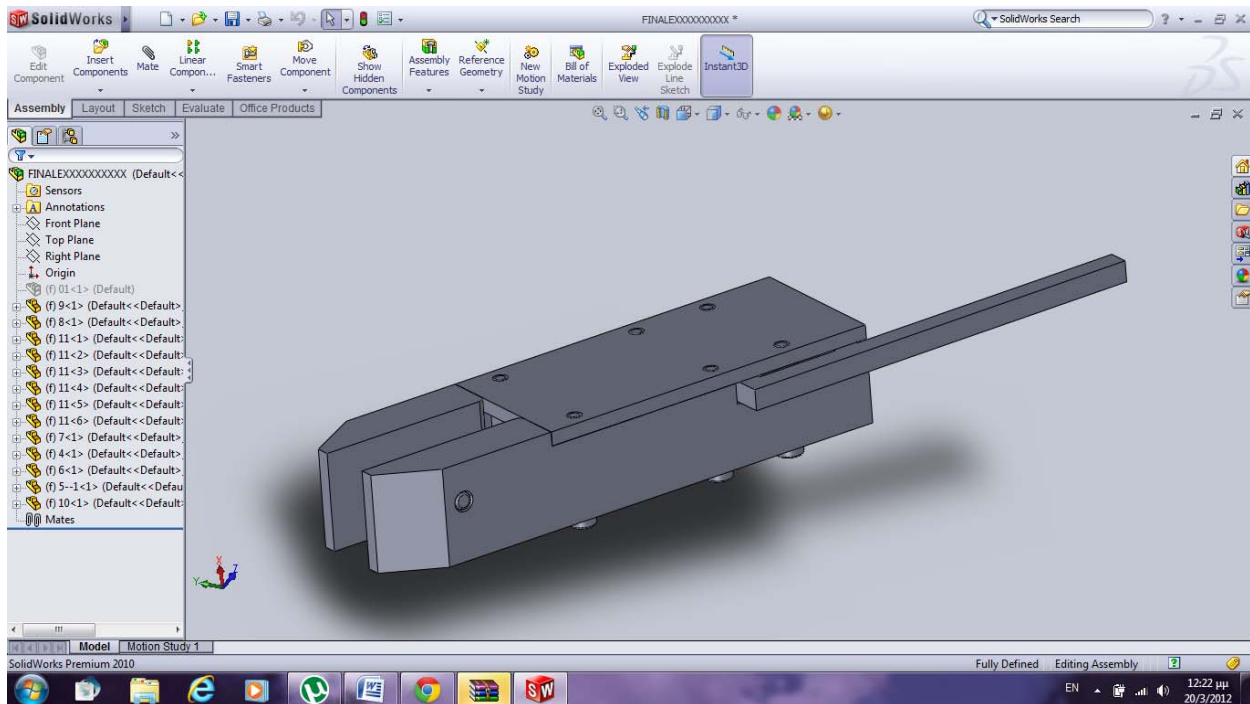 SolidWorks
FINALEXXXXXXXXXX *
SolidWorks Search
Edit Component
Insert Components
Mate
Linear Compon...
Smart Fasteners
Move Component
Show Hidden Components
Assembly Features
Reference Geometry
New Motion Study
Bill of Materials
Exploded View
Explode Line Sketch
Instant3D
Assembly Layout Sketch Evaluate Office Products
FINALEXXXXXXXXXX (Default<<
Sensors
Annotations
Front Plane
Top Plane
Right Plane
Origin
(f) 01<1> (Default)
(f) 9<1> (Default<<Default>
(f) 8<1> (Default<<Default>
(f) 11<1> (Default<<Default>
(f) 11<2> (Default<<Default>
(f) 11<3> (Default<<Default>
(f) 11<4> (Default<<Default>
(f) 11<5> (Default<<Default>
(f) 11<6> (Default<<Default>
(f) 7<1> (Default<<Default>
(f) 4<1> (Default<<Default>
(f) 6<1> (Default<<Default>
(f) 5--1<1> (Default<<Defau
(f) 10<1> (Default<<Default>
Mates
X
Y
Z
Model Motion Study 1
SolidWorks Premium 2010
Fully Defined Editing Assembly
EN
12:22 μμ
20/3/2012